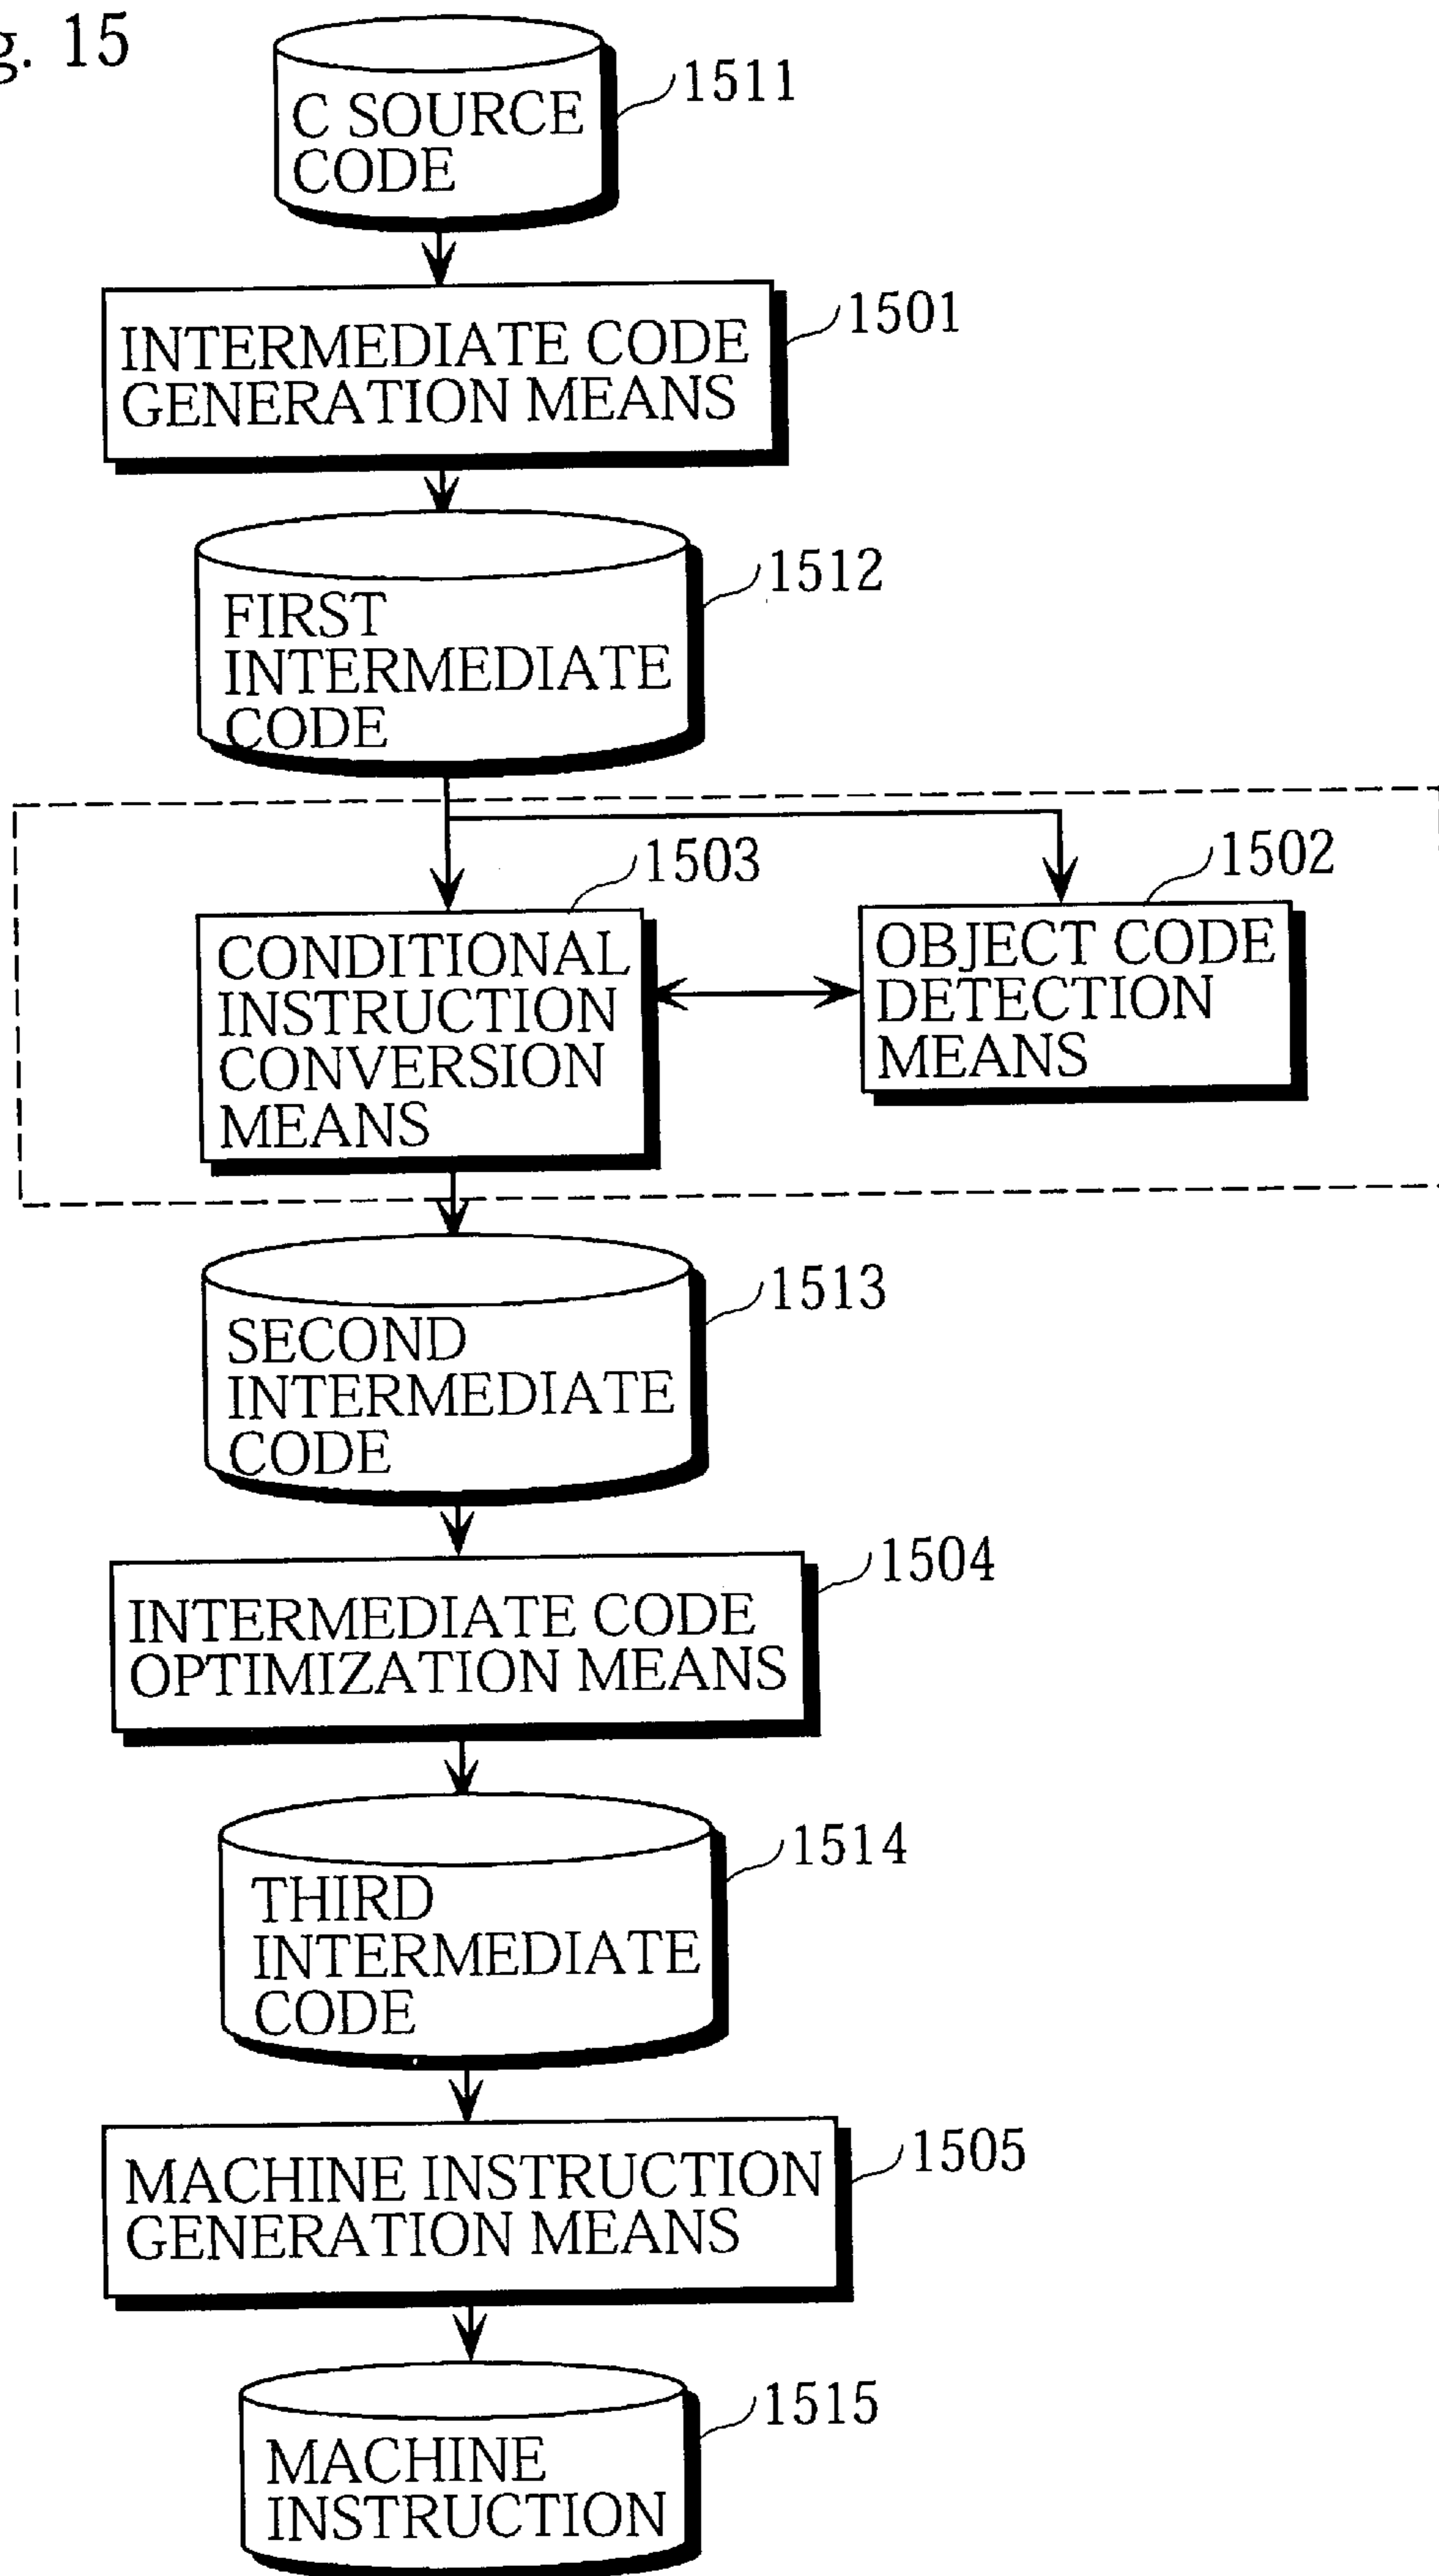 g. 15
C SOURCE
CODE
1511
INTERMEDIATE CODE
GENERATION MEANS
1501
FIRST
INTERMEDIATE
CODE
1512
1503
1502
CONDITIONAL
INSTRUCTION
CONVERSION
MEANS
OBJECT CODE
DETECTION
MEANS
SECOND
INTERMEDIATE
CODE
1513
INTERMEDIATE CODE
OPTIMIZATION MEANS
1504
THIRD
INTERMEDIATE
CODE
1514
MACHINE INSTRUCTION
GENERATION MEANS
1505
MACHINE
INSTRUCTION
1515